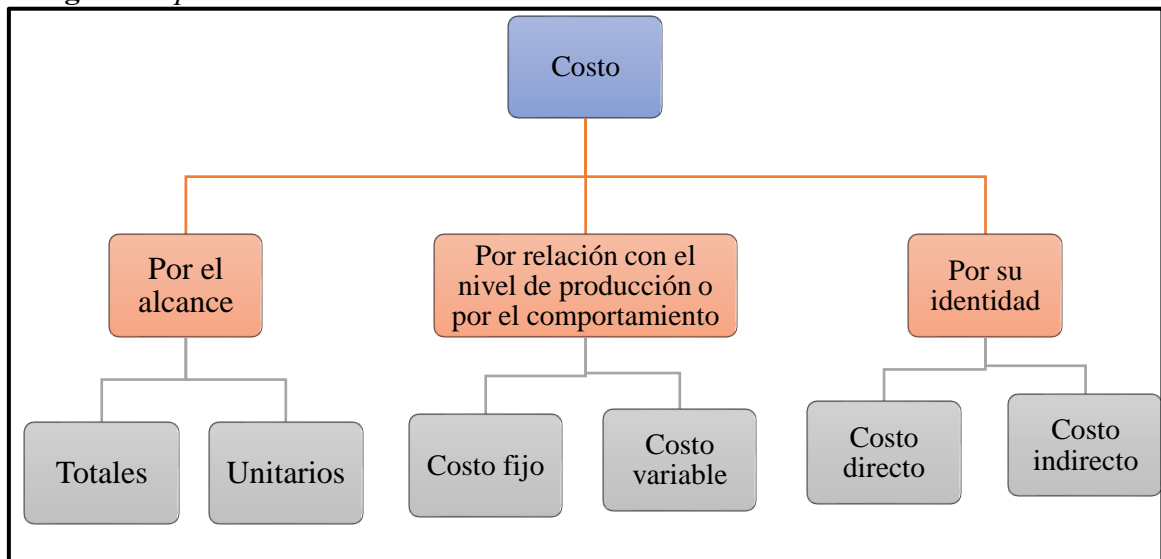 Costo
Por el
alcance
Por relación con el
nivel de producción o
por el comportamiento
Por su
identidad
Totales
Unitarios
Costo fijo
Costo
variable
Costo
directo
Costo
indirecto